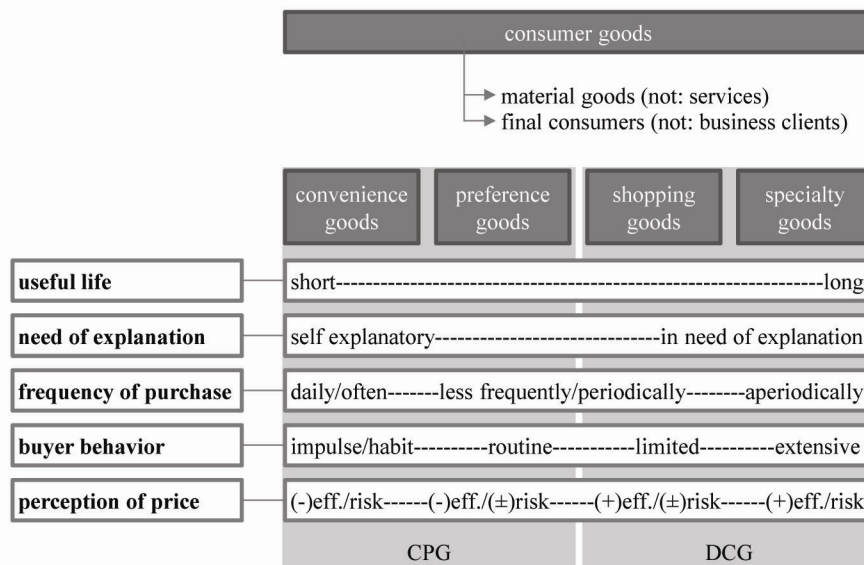 consumer goods
material goods (not: services)
final consumers (not: business clients)
convenience goods
preference goods
shopping goods
specialty goods
useful life
short------------------------------------------------------------------long
need of explanation
self explanatory-------------------------------in need of explanation
frequency of purchase
daily/often-------less frequently/periodically--------aperiodically
buyer behavior
impulse/habit----------routine-----------limited---------extensive
perception of price
(-)eff./risk------(-)eff./(±)risk------(+)eff./(±)risk------(+)eff./risk
CPG
DCG